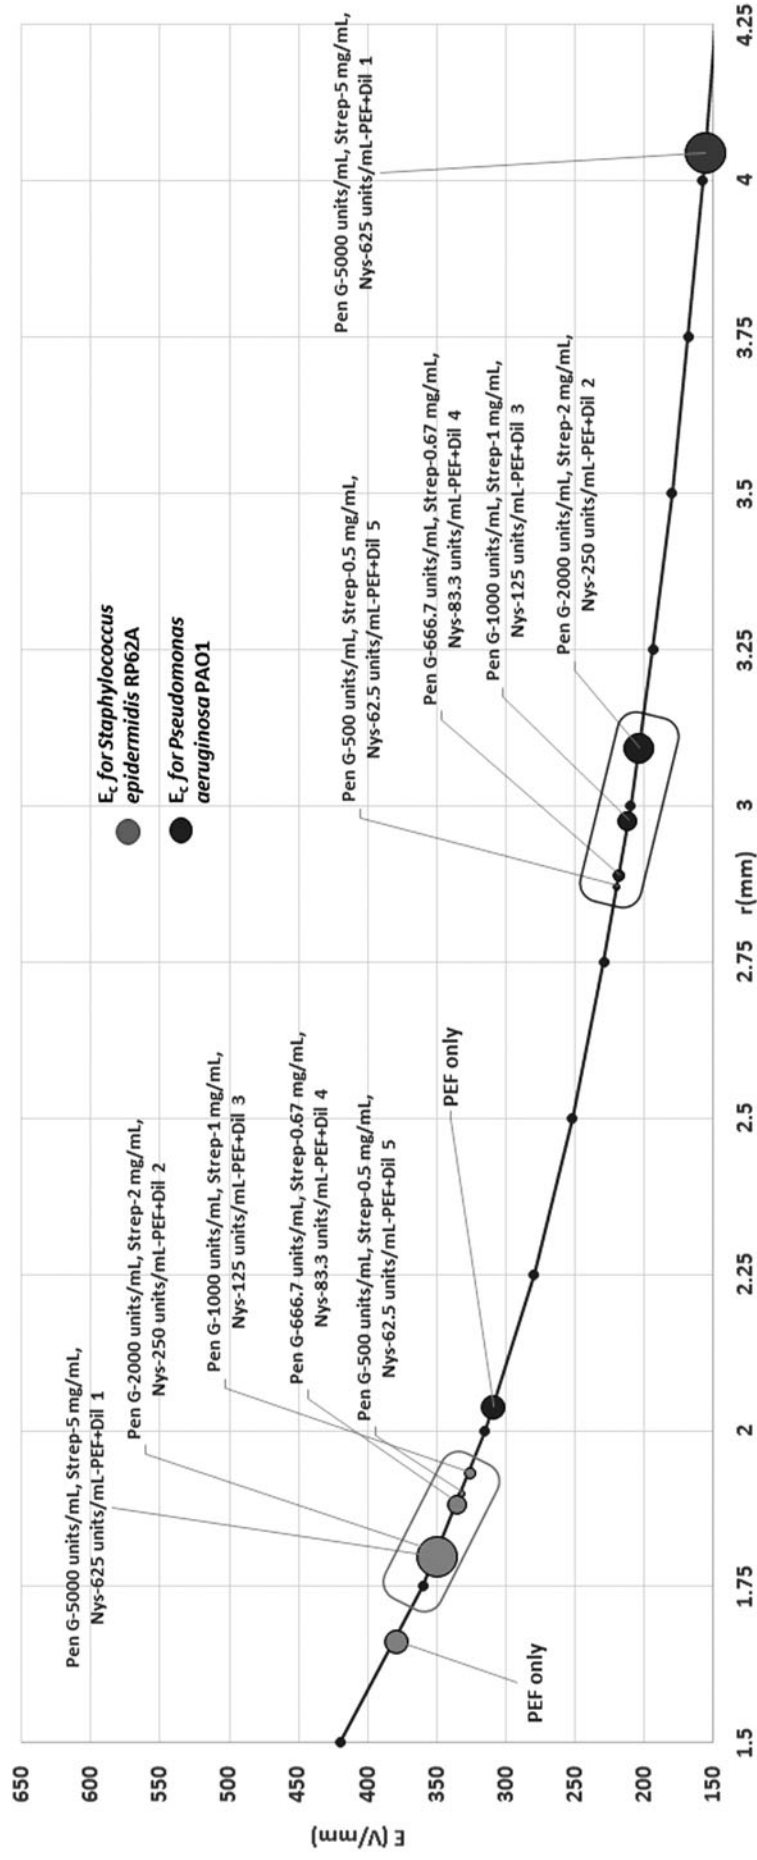 650
600
550
500
450
400
350
300
250
200
150
E (V/mm)
1.5
1.75
2
2.25
2.5
2.75
3
3.25
3.5
3.75
4
4.25
r(mm)
Pen G-5000 units/mL, Strep-5 mg/mL,
Nys-625 units/mL-PEF+Dil 1
Pen G-2000 units/mL, Strep-2 mg/mL,
Nys-250 units/mL-PEF+Dil 2
Pen G-1000 units/mL, Strep-1 mg/mL,
Nys-125 units/mL-PEF+Dil 3
Pen G-666.7 units/mL, Strep-0.67 mg/mL,
Nys-83.3 units/mL-PEF+Dil 4
Pen G-500 units/mL, Strep-0.5 mg/mL,
Nys-62.5 units/mL-PEF+Dil 5
PEF only
PEF only
Ec for Staphylococcus
epidermidis RP62A
Ec for Pseudomonas
aeruginosa PAO1
Pen G-500 units/mL, Strep-0.5 mg/mL,
Nys-62.5 units/mL-PEF+Dil 5
Pen G-666.7 units/mL, Strep-0.67 mg/mL,
Nys-83.3 units/mL-PEF+Dil 4
Pen G-1000 units/mL, Strep-1 mg/mL,
Nys-125 units/mL-PEF+Dil 3
Pen G-2000 units/mL, Strep-2 mg/mL,
Nys-250 units/mL-PEF+Dil 2
Pen G-5000 units/mL, Strep-5 mg/mL,
Nys-625 units/mL-PEF+Dil 1